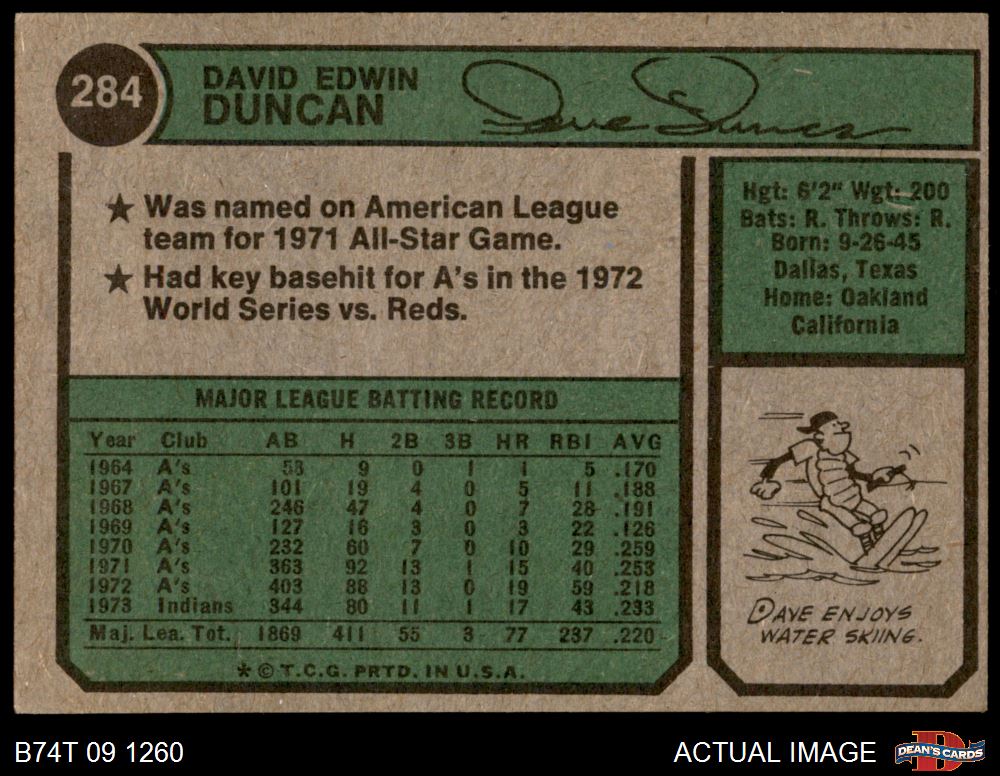 284
DAVID EDWIN
DUNCAN
Dave Duncan
★ Was named on American League
team for 1971 All-Star Game.
★ Had key basehit for A's in the 1972
World Series vs. Reds.
Hgt: 6'2" Wgt: 200
Bats: R. Throws: R.
Born: 9-26-45
Dallas, Texas
Home: Oakland
California
MAJOR LEAGUE BATTING RECORD
Year Club AB H 2B 3B HR RBI AVG
1964 A's 53 9 0 1 1 5 .170
1967 A's 101 19 4 0 5 11 .188
1968 A's 246 47 4 0 7 28 .191
1969 A's 127 16 3 0 3 22 .126
1970 A's 232 60 7 0 10 29 .259
1971 A's 363 92 13 1 15 40 .253
1972 A's 403 88 13 0 19 59 .218
1973 Indians 344 80 11 1 17 43 .233
Maj. Lea. Tot. 1869 411 55 3 77 237 .220
* © T.C.G. PRTD. IN U.S.A.
DAVE ENJOYS
WATER SKIING.
B74T 09 1260
ACTUAL IMAGE
DEAN'S CARDS